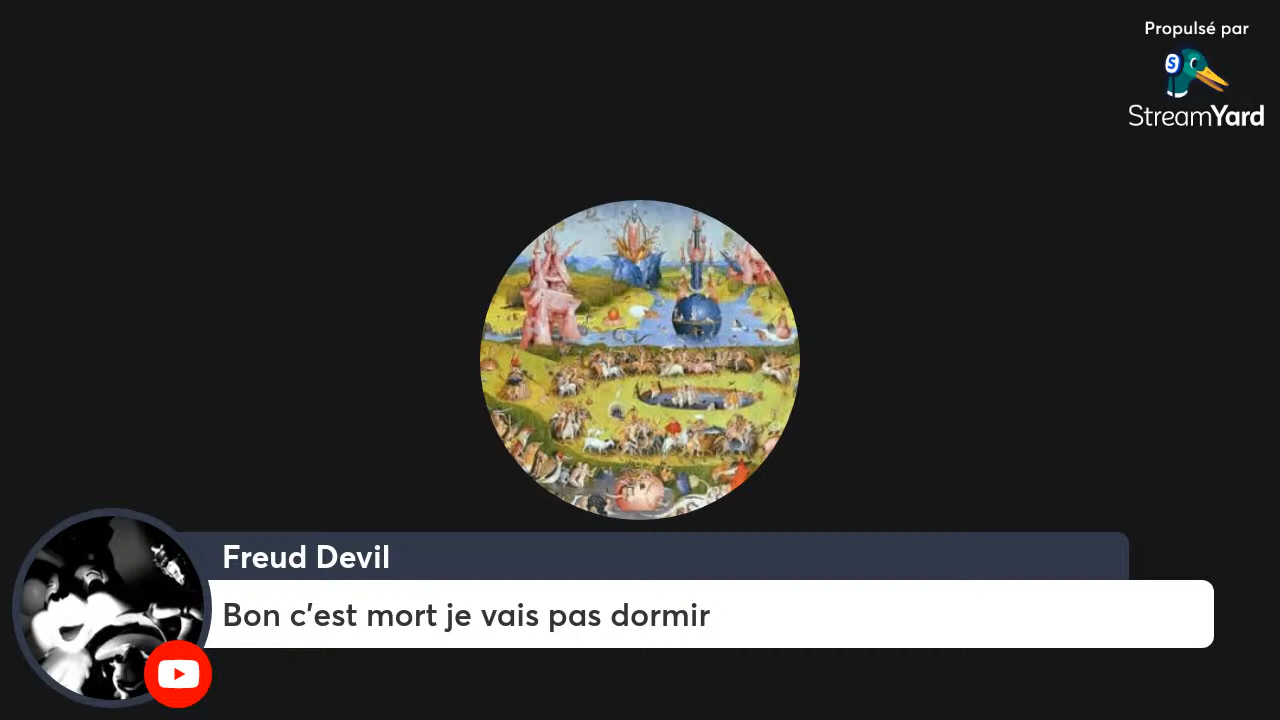 Propulsé par
S
StreamYard
Freud Devil
Bon c'est mort je vais pas dormir